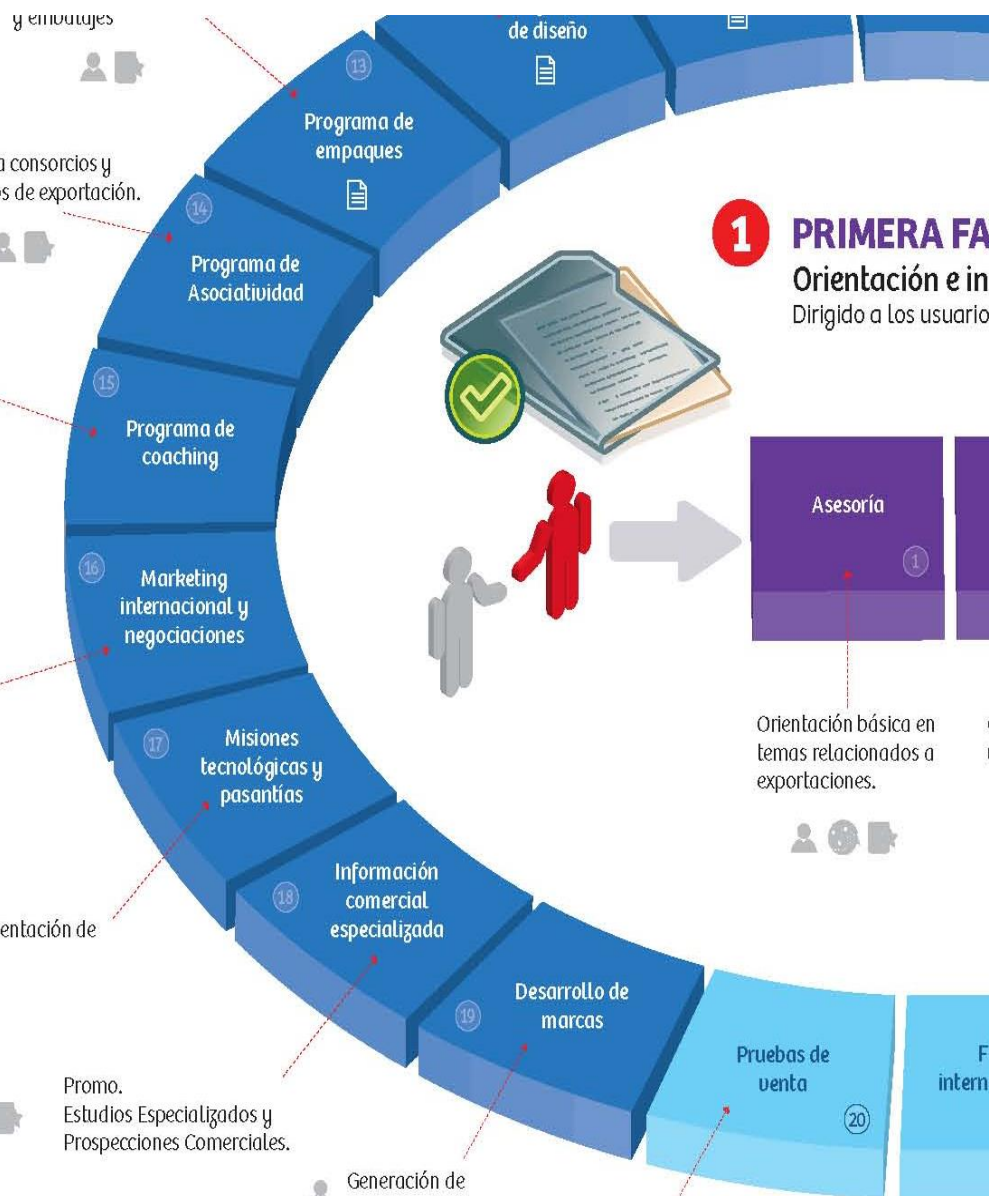 y embalajes
de diseño
13
Programa de
empaques
a consorcios y
os de exportación.
14
Programa de
Asociatividad
1
PRIMERA FA
Orientación e in
Dirigido a los usuario
15
Programa de
coaching
Asesoría
1
16
Marketing
internacional y
negociaciones
Orientación básica en
temas relacionados a
exportaciones.
17
Misiones
tecnológicas y
pasantías
18
Información
comercial
especializada
entación de
19
Desarrollo de
marcas
Pruebas de
venta
20
F
intern
Promo.
Estudios Especializados y
Prospecciones Comerciales.
Generación de